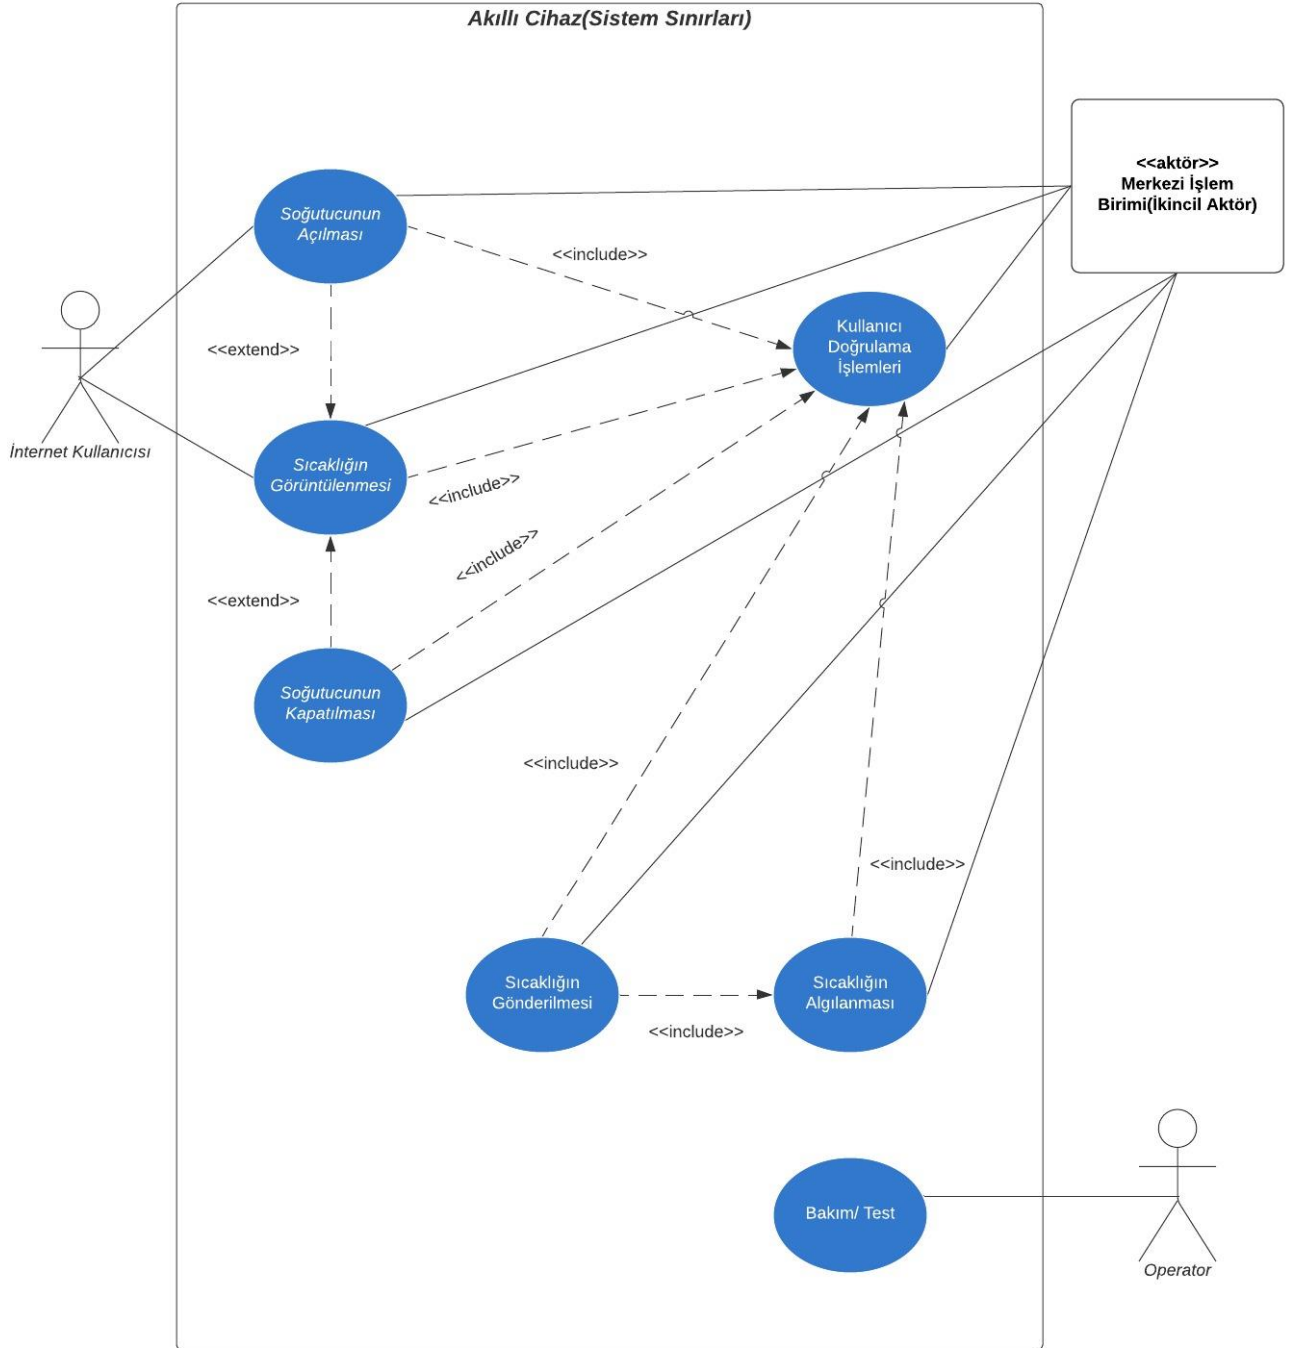 Akıllı Cihaz(Sistem Sınırları)
<<aktör>>
Merkezi İşlem
Birimi(İkincil Aktör)
Soğutucunun
Açılması
<<include>>
Kullanıcı
Doğrulama
İşlemleri
<<extend>>
İnternet Kullanıcısı
Sıcaklığın
Görüntülenmesi
<<include>>
<<include>>
<<extend>>
Soğutucunun
Kapatılması
<<include>>
<<include>>
Sıcaklığın
Gönderilmesi
<<include>>
Sıcaklığın
Algılanması
Bakım/ Test
Operator